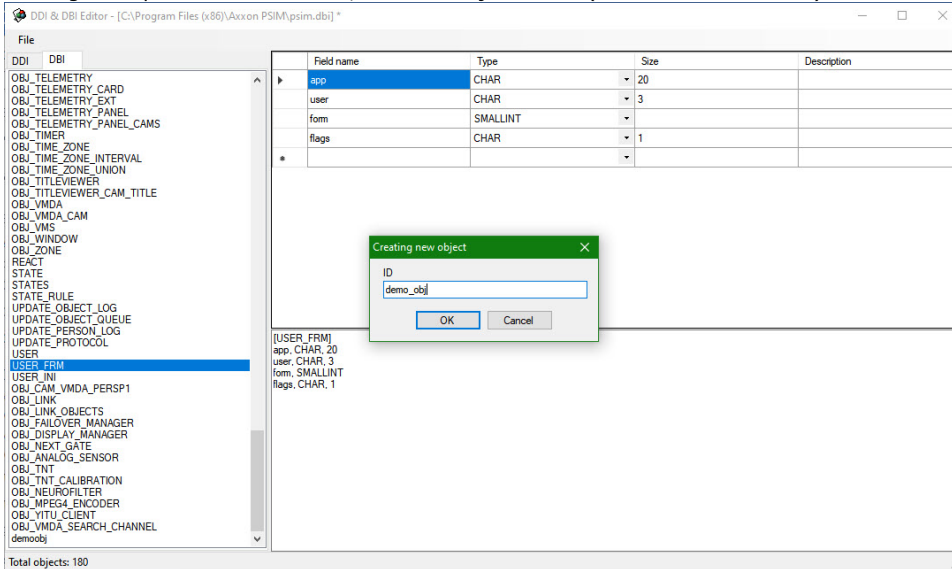 DDI & DBI Editor - [C:\Program Files (x86)\Axxon PSIM\psim.dbi] *
File
DDI DBI
OBJ_TELEMETRY
OBJ_TELEMETRY_CARD
OBJ_TELEMETRY_EXT
OBJ_TELEMETRY_PANEL
OBJ_TELEMETRY_PANEL_CAMS
OBJ_TIMER
OBJ_TIME_ZONE
OBJ_TIME_ZONE_INTERVAL
OBJ_TIME_ZONE_UNION
OBJ_TITLEVIEWER
OBJ_TITLEVIEWER_CAM_TITLE
OBJ_VMDA
OBJ_VMDA_CAM
OBJ_VMS
OBJ_WINDOW
OBJ_ZONE
REACT
STATE
STATES
STATE_RULE
UPDATE_OBJECT_LOG
UPDATE_OBJECT_QUEUE
UPDATE_PERSON_LOG
UPDATE_PROTOCOL
USER
USER_FRM
USER_INI
OBJ_CAM_VMDA_PERSP1
OBJ_LINK
OBJ_LINK_OBJECTS
OBJ_FAILOVER_MANAGER
OBJ_DISPLAY_MANAGER
OBJ_NEXT_GATE
OBJ_ANALOG_SENSOR
OBJ_TNT
OBJ_TNT_CALIBRATION
OBJ_NEUROFILTER
OBJ_MPEG4_ENCODER
OBJ_YITU_CLIENT
OBJ_VMDA_SEARCH_CHANNEL
demoobj
Field name Type Size Description
app CHAR 20
user CHAR 3
form SMALLINT
flags CHAR 1
Creating new object
ID
demo_obj
OK Cancel
[USER_FRM]
app, CHAR, 20
user, CHAR, 3
form, SMALLINT
flags, CHAR, 1
Total objects: 180